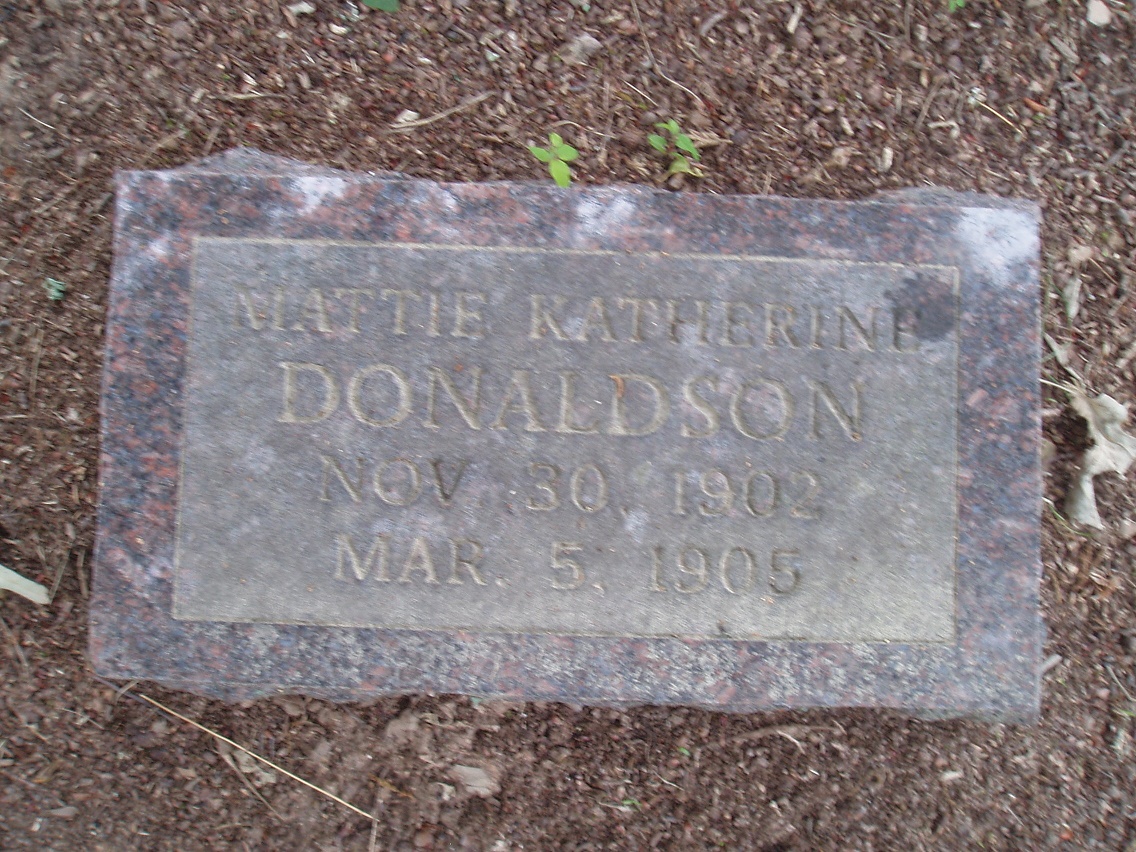 MATTIE KATHERINE
DONALDSON
NOV 30, 1902
MAR. 5, 1905